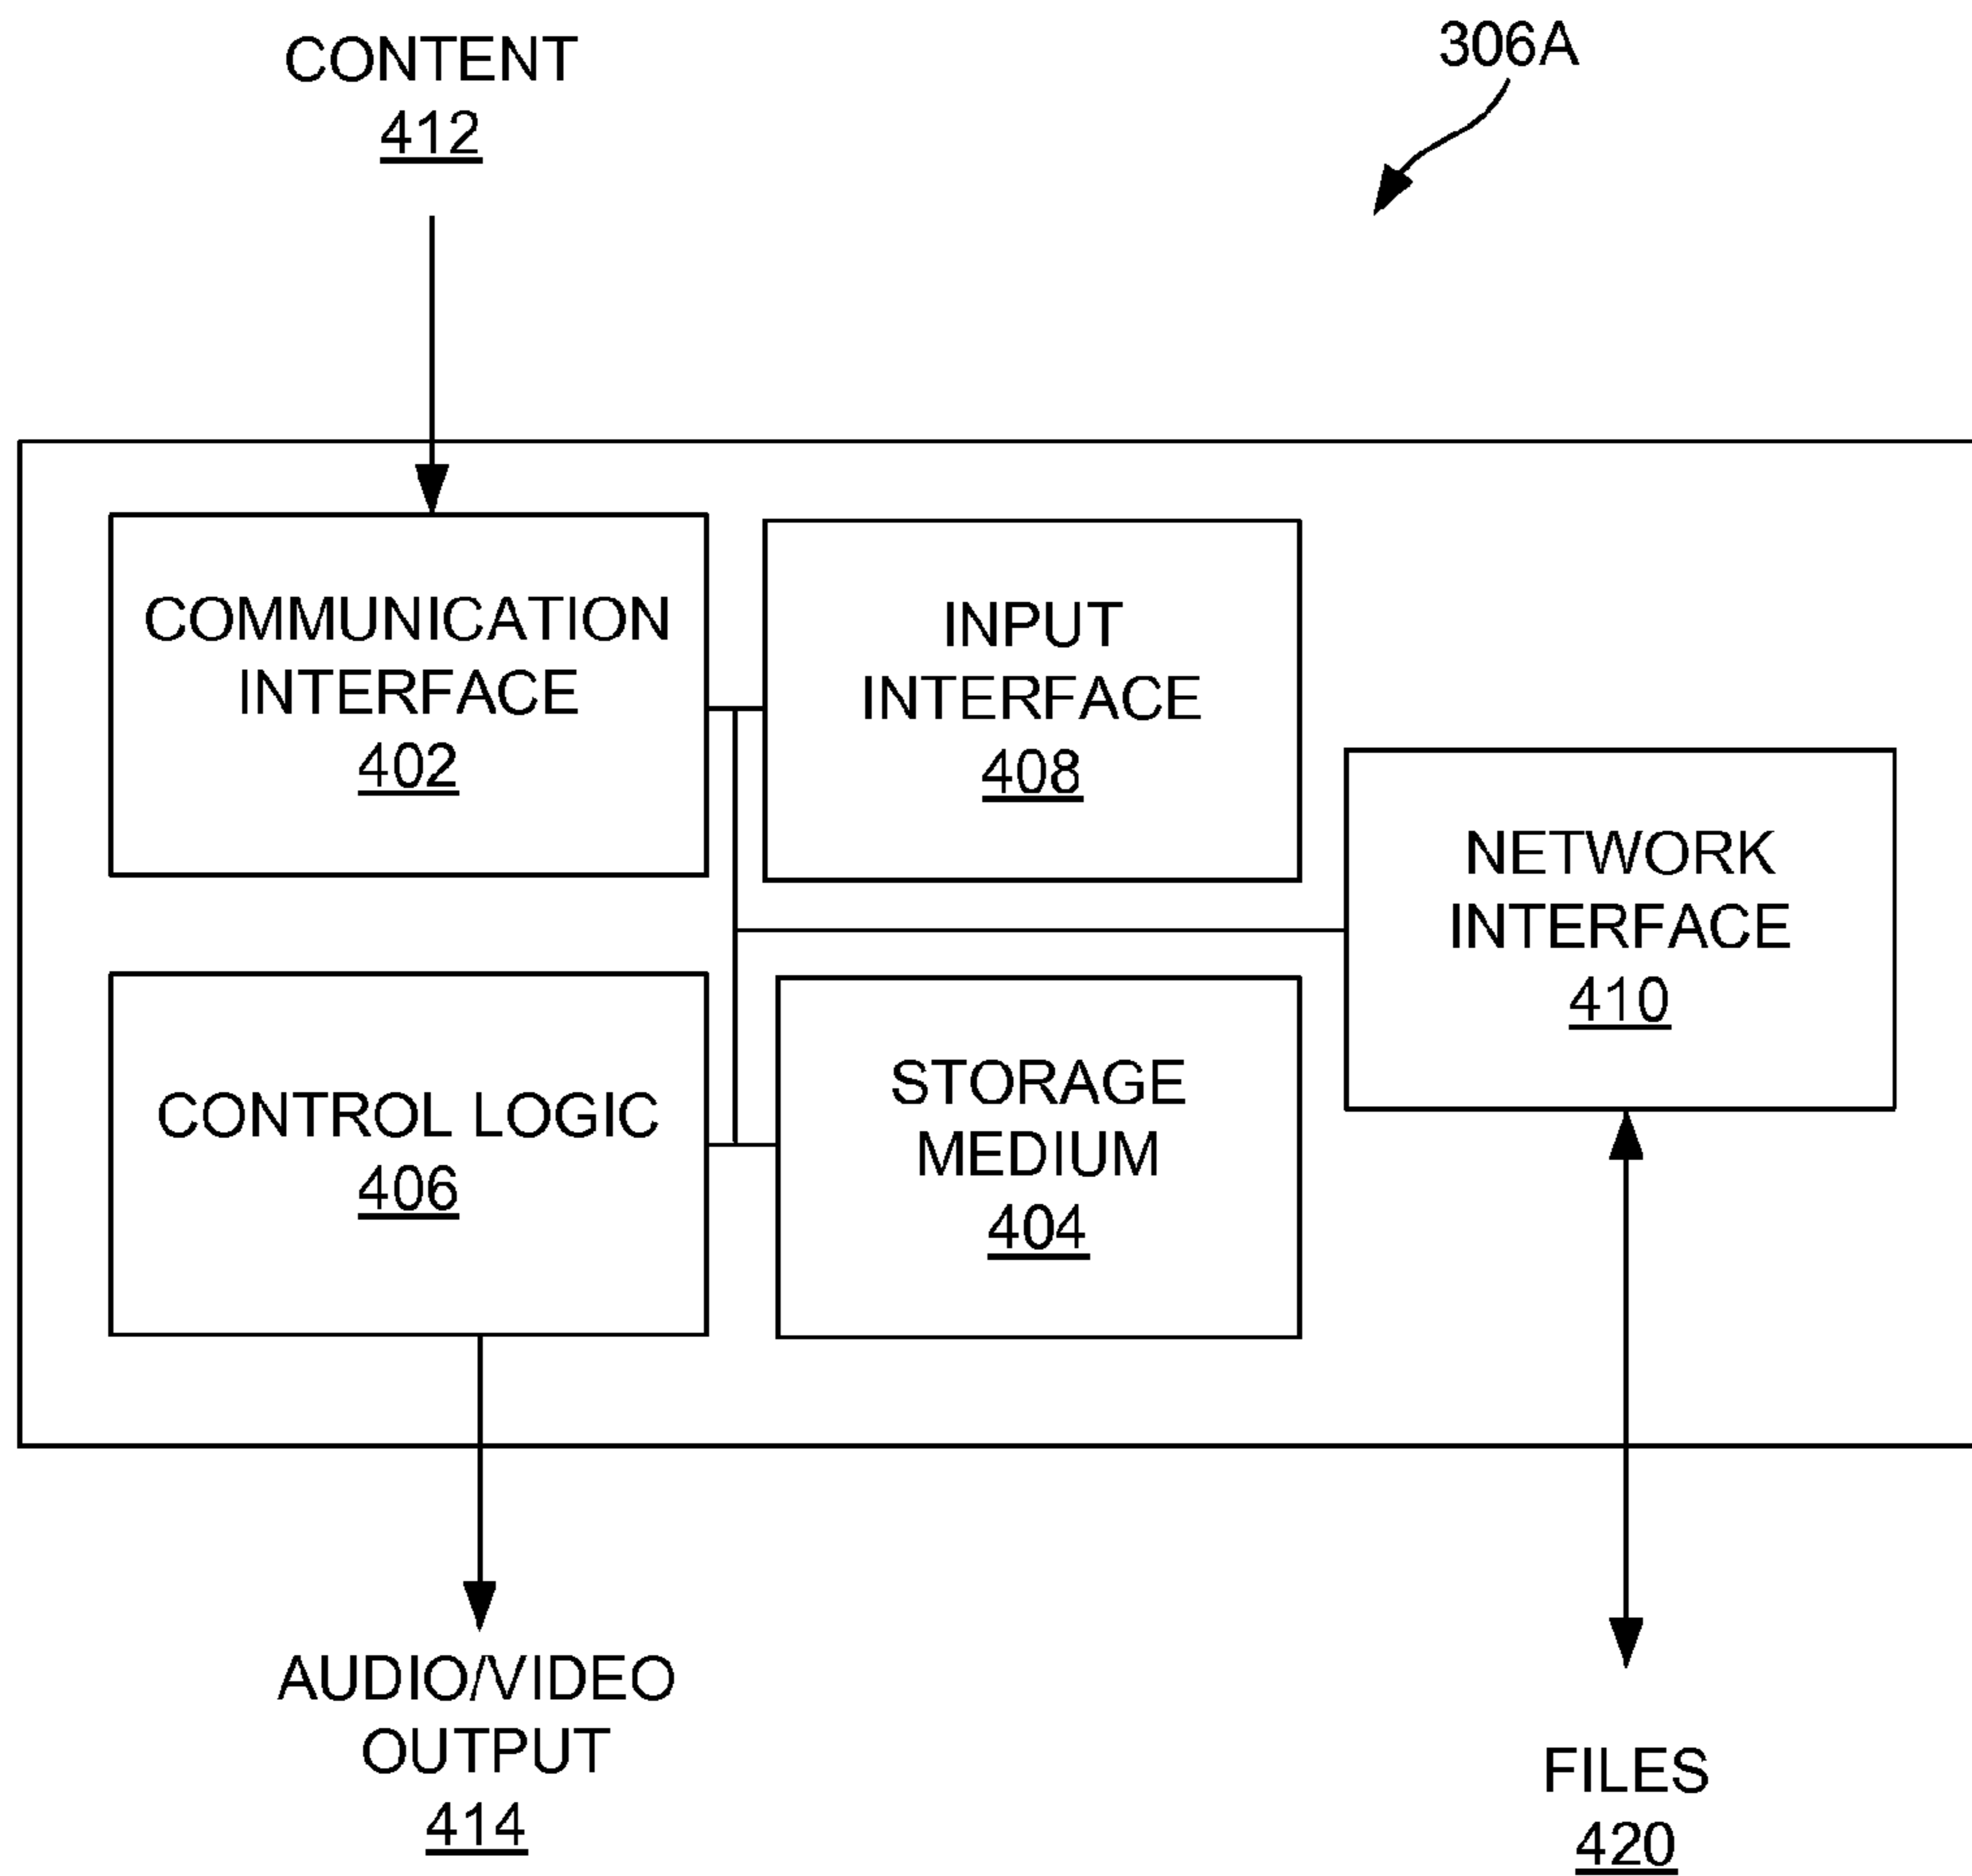 CONTENT
412
306A
COMMUNICATION
INTERFACE
402
INPUT
INTERFACE
408
NETWORK
INTERFACE
410
CONTROL LOGIC
406
STORAGE
MEDIUM
404
AUDIO/VIDEO
OUTPUT
414
FILES
420